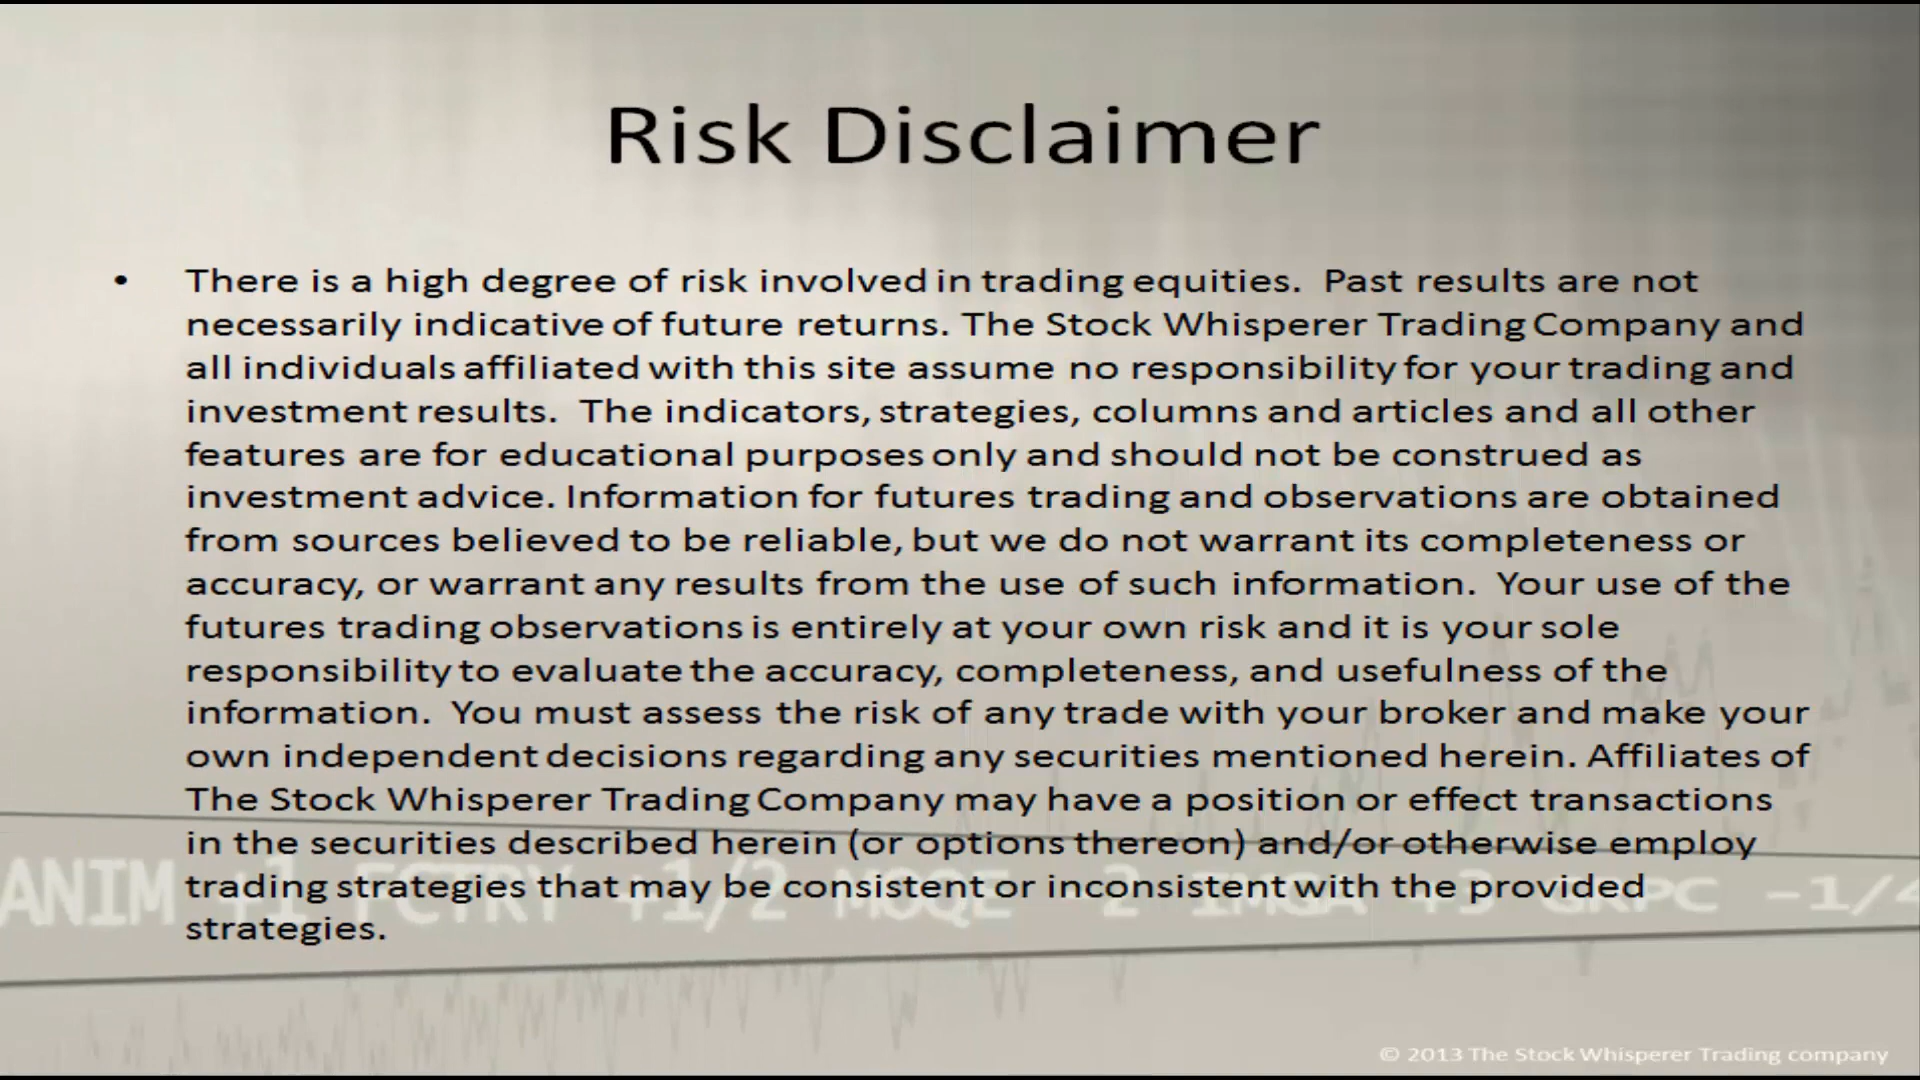 Risk Disclaimer
• There is a high degree of risk involved in trading equities. Past results are not
necessarily indicative of future returns. The Stock Whisperer Trading Company and
all individuals affiliated with this site assume no responsibility for your trading and
investment results. The indicators, strategies, columns and articles and all other
features are for educational purposes only and should not be construed as
investment advice. Information for futures trading and observations are obtained
from sources believed to be reliable, but we do not warrant its completeness or
accuracy, or warrant any results from the use of such information. Your use of the
futures trading observations is entirely at your own risk and it is your sole
responsibility to evaluate the accuracy, completeness, and usefulness of the
information. You must assess the risk of any trade with your broker and make your
own independent decisions regarding any securities mentioned herein. Affiliates of
The Stock Whisperer Trading Company may have a position or effect transactions
in the securities described herein (or options thereon) and/or otherwise employ
trading strategies that may be consistent or inconsistent with the provided
strategies.
ANIM +1 FCTRY +1/2 MOQE -2 IMGA +3 GRPC -1/4
© 2013 The Stock Whisperer Trading company